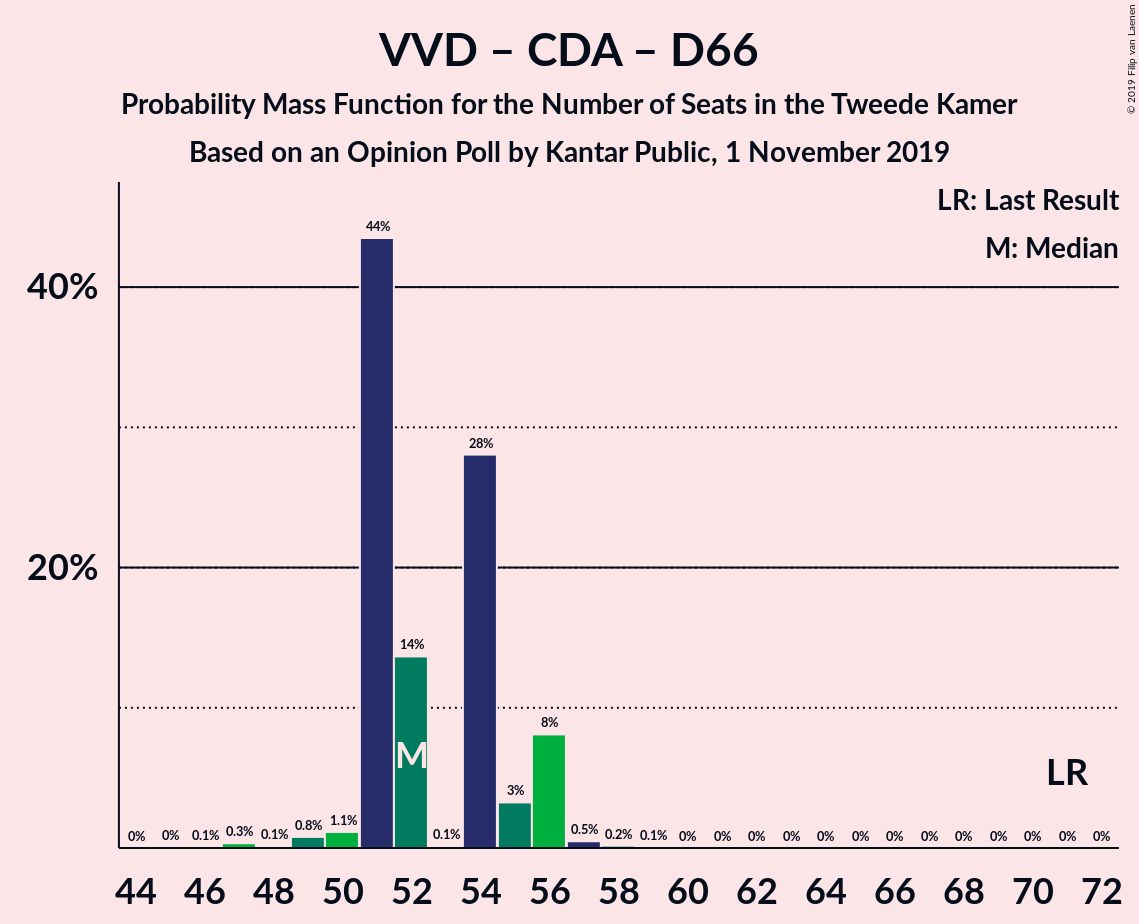 VVD – CDA – D66
Probability Mass Function for the Number of Seats in the Tweede Kamer
Based on an Opinion Poll by Kantar Public, 1 November 2019
© 2019 Filip van Laenen
LR: Last Result
M: Median
40%
20%
0% 0% 0.1% 0.3% 0.1% 0.8% 1.1% 44% 14% 0.1% 28% 3% 8% 0.5% 0.2% 0.1% 0% 0% 0% 0% 0% 0% 0% 0% 0% 0% 0% 0% 0%
M
LR
44 46 48 50 52 54 56 58 60 62 64 66 68 70 72